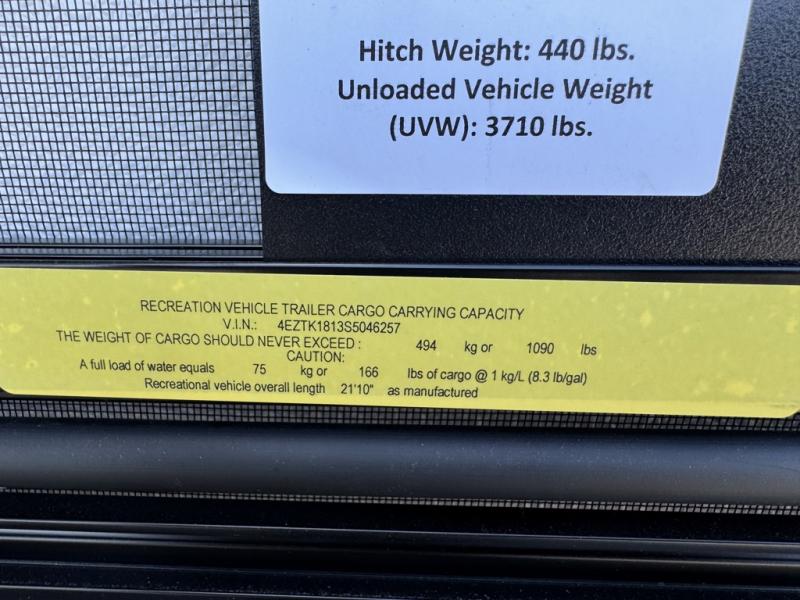 Hitch Weight: 440 lbs.
Unloaded Vehicle Weight
(UVW): 3710 lbs.
RECREATION VEHICLE TRAILER CARGO CARRYING CAPACITY
V.I.N.: 4EZTK1813S5046257
THE WEIGHT OF CARGO SHOULD NEVER EXCEED : 494 kg or 1090 lbs
CAUTION:
A full load of water equals 75 kg or 166 lbs of cargo @ 1 kg/L (8.3 lb/gal)
Recreational vehicle overall length 21'10" as manufactured